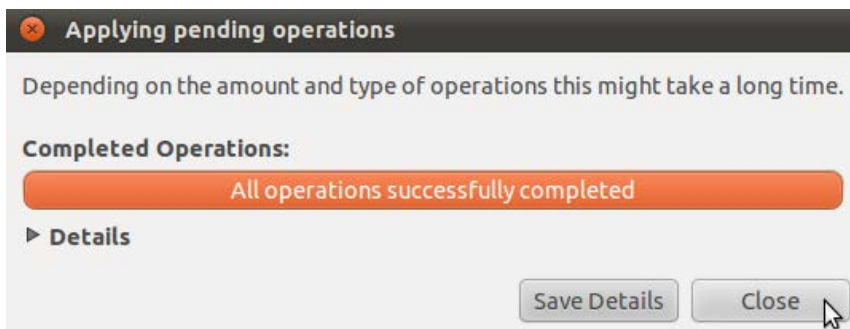 Applying pending operations
Depending on the amount and type of operations this might take a long time.
Completed Operations:
All operations successfully completed
Details
Save Details
Close